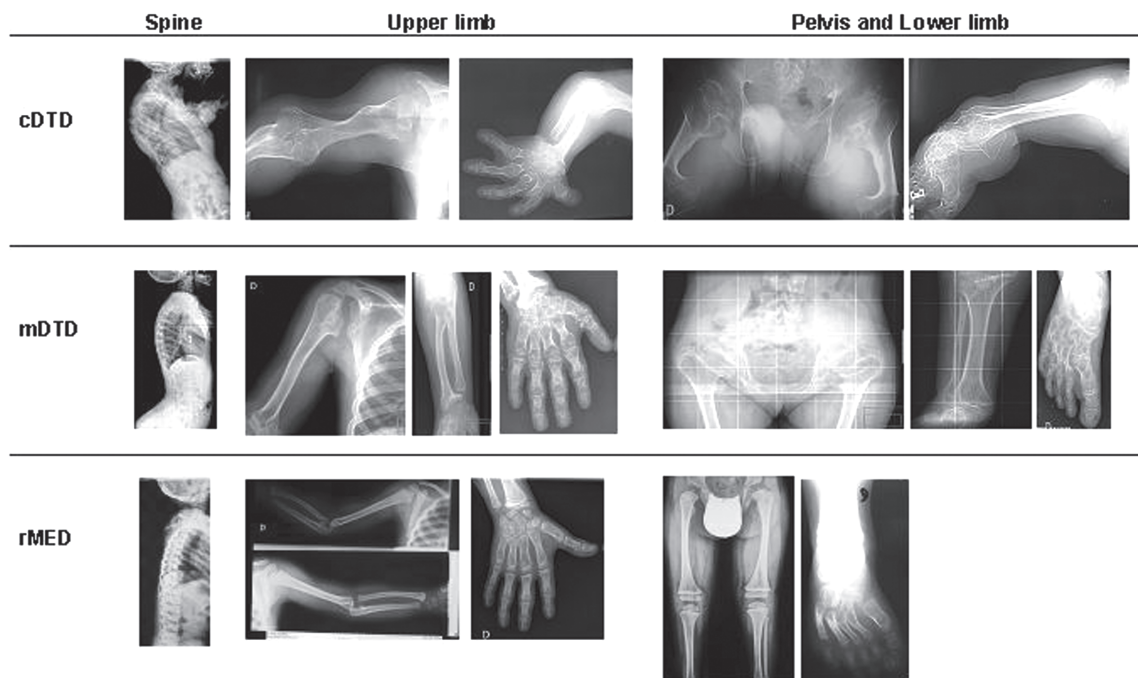 Spine Upper limb Pelvis and Lower limb
cDTD
D
mDTD
D D
rMED
D
D